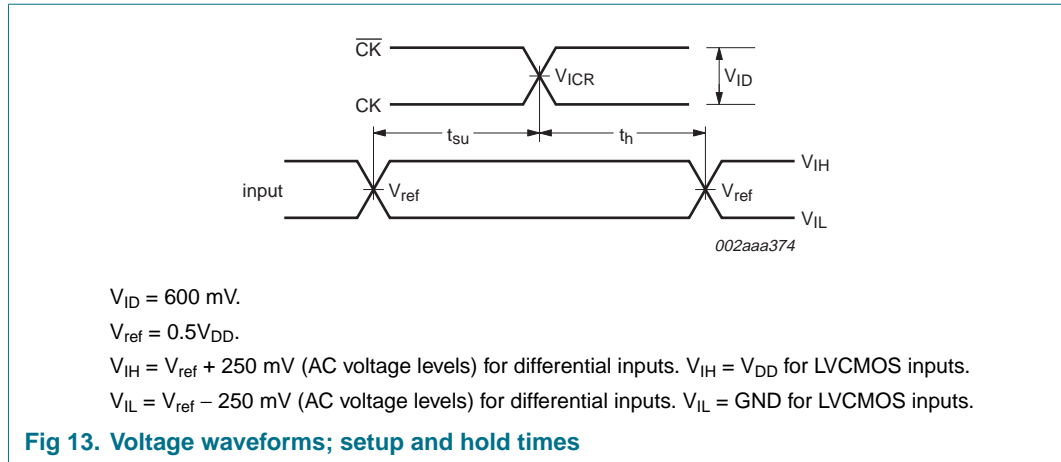 CK
VICR
VID
CK
tsu
th
VIH
input
Vref
Vref
VIL
002aaa374
VID = 600 mV.
Vref = 0.5VDD.
VIH = Vref + 250 mV (AC voltage levels) for differential inputs. VIH = VDD for LVCMOS inputs.
VIL = Vref − 250 mV (AC voltage levels) for differential inputs. VIL = GND for LVCMOS inputs.
Fig 13. Voltage waveforms; setup and hold times